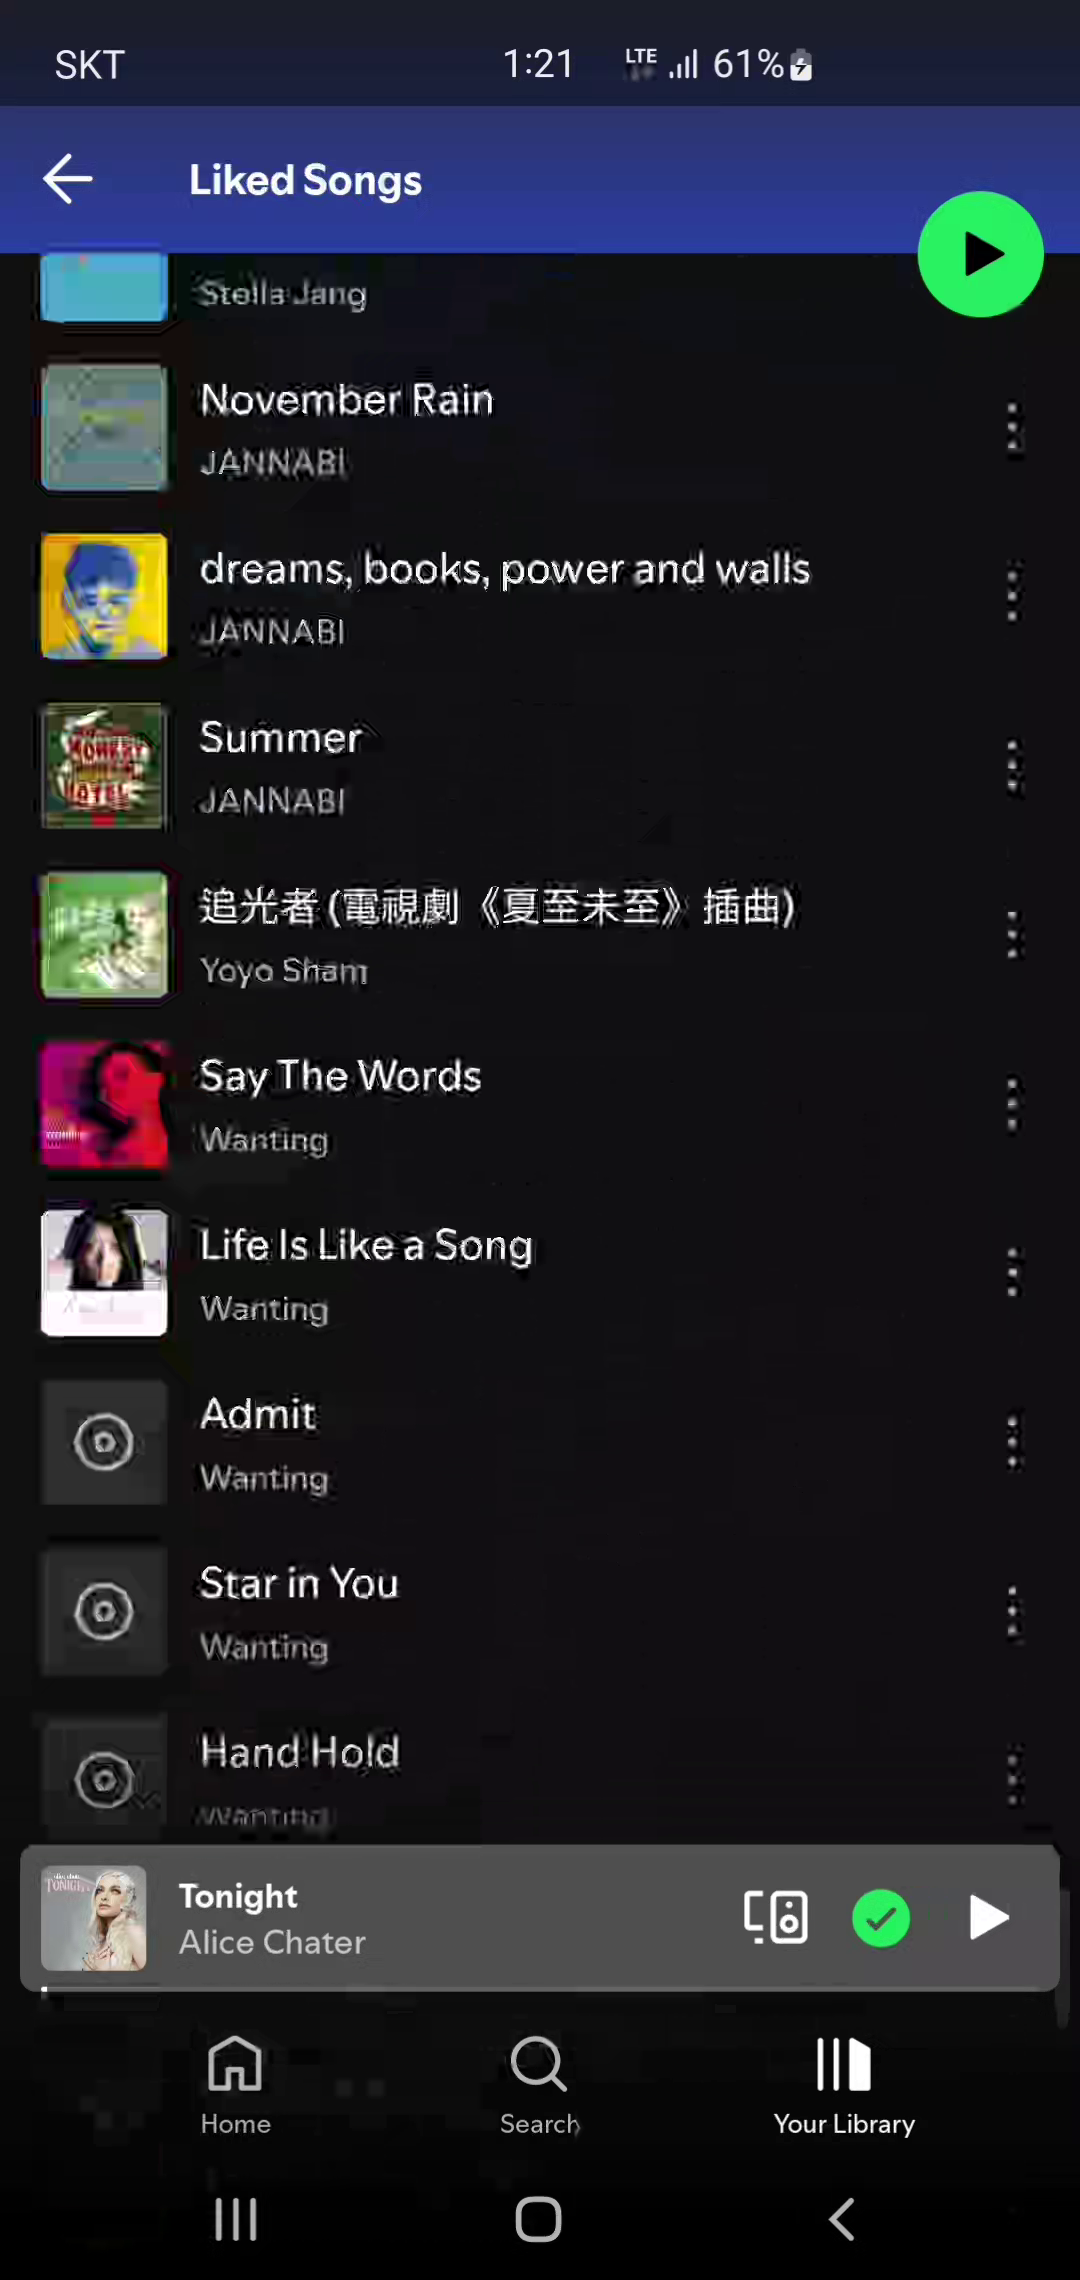 SKT 1:21 LTE 61%
Liked Songs
Stella Jang
November Rain
JANNABI
dreams, books, power and walls
JANNABI
Summer
JANNABI
追光者 (電視劇《夏至未至》插曲)
Yoyo Sham
Say The Words
Wanting
Life Is Like a Song
Wanting
Admit
Wanting
Star in You
Wanting
Hand Hold
Wanting
TONIGHT
Tonight
Alice Chater
Home Search Your Library